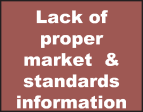 Lack of
proper
market  &
standards
information